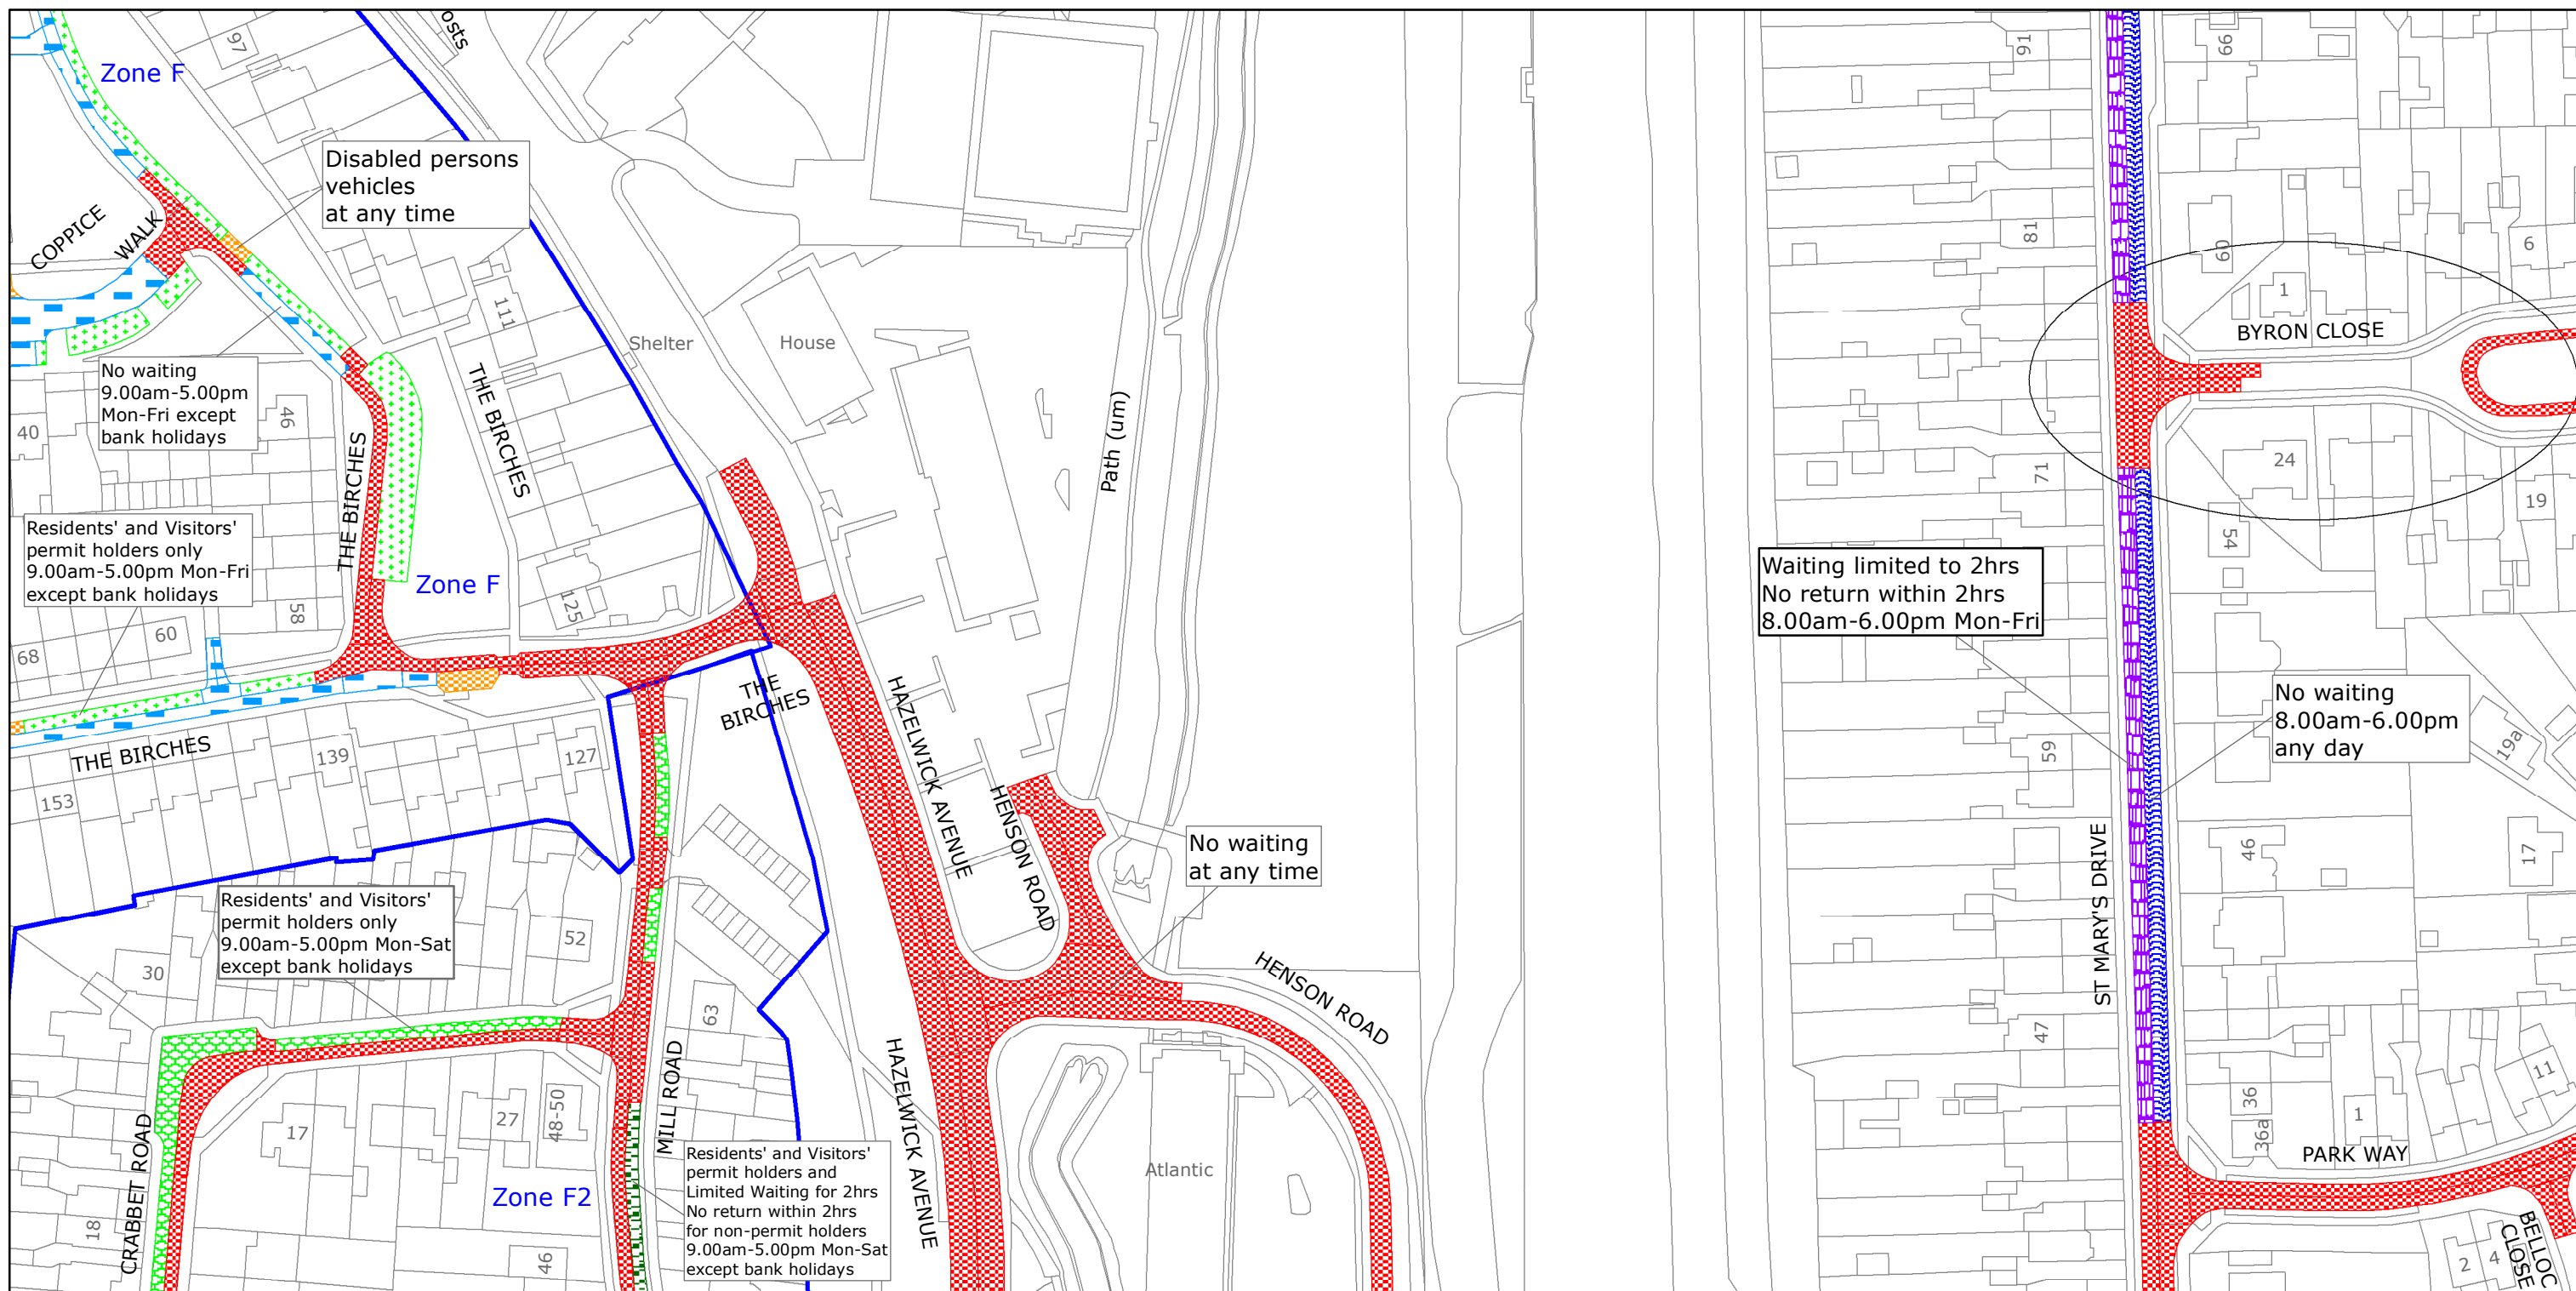 osts
97
Zone F
91
66
Disabled persons
vehicles
at any time
COPPICE
WALK
81
60
6
1
111
BYRON CLOSE
Shelter
House
No waiting
9.00am-5.00pm
Mon-Fri except
bank holidays
46
40
THE BIRCHES
THE BIRCHES
Path (um)
71
24
19
54
Residents' and Visitors'
permit holders only
9.00am-5.00pm Mon-Fri
except bank holidays
Zone F
125
58
60
68
Waiting limited to 2hrs
No return within 2hrs
8.00am-6.00pm Mon-Fri
THE
BIRCHES
No waiting
8.00am-6.00pm
any day
THE BIRCHES
139
127
153
59
19a
HAZELWICK AVENUE
HENSON ROAD
No waiting
at any time
46
17
ST MARY'S DRIVE
Residents' and Visitors'
permit holders only
9.00am-5.00pm Mon-Sat
except bank holidays
52
30
63
HENSON ROAD
47
11
36
1
36a
PARK WAY
MILL ROAD
HAZELWICK AVENUE
27
48-50
17
CRABBET ROAD
18
Zone F2
46
Residents' and Visitors'
permit holders and
Limited Waiting for 2hrs
No return within 2hrs
for non-permit holders
9.00am-5.00pm Mon-Sat
except bank holidays
Atlantic
2
4
BELLOC
CLOSE